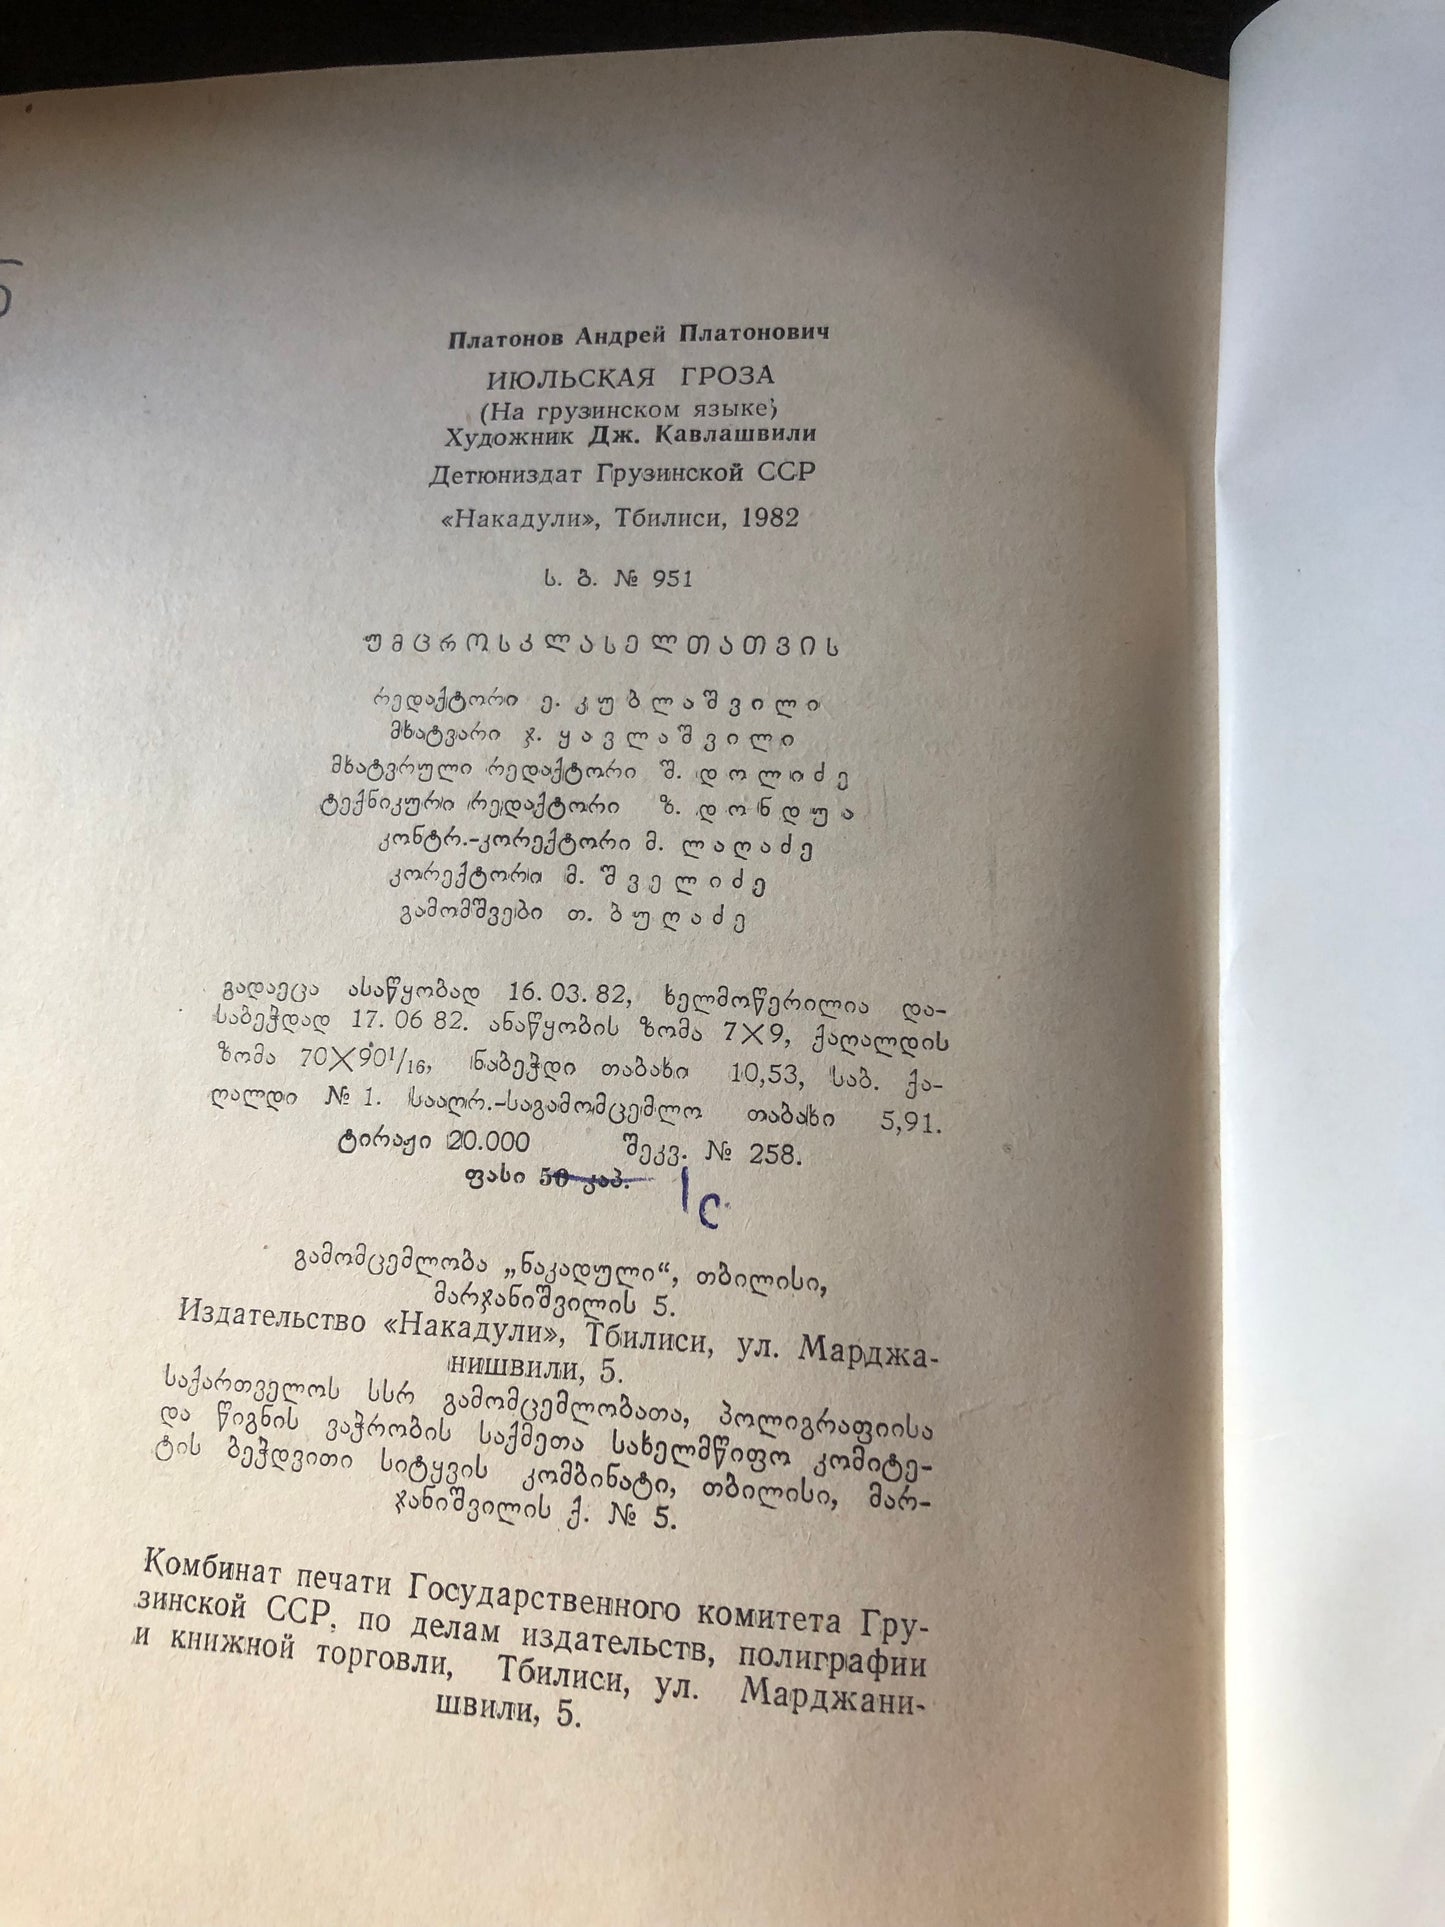 Платонов Андрей Платонович
ИЮЛЬСКАЯ ГРОЗА
(На грузинском языке)
Художник Дж. Кавлашвили
Детюниздат Грузинской ССР
«Накадули», Тбилиси, 1982
ს. ბ. № 951
უმცროსკლასელთათვის
რედაქტორი ე. კუბლაშვილი
მხატვარი ჯ. ყავლაშვილი
მხატვრული რედაქტორი შ. დოლიძე
ტექნიკური რედაქტორი ზ. დონდუა
კონტრ.-კორექტორი მ. ლაღაძე
კორექტორი მ. შველიძე
გამომშვები თ. ბუღაძე
გადაეცა ასაწყობად 16. 03. 82, ხელმოწერილია და-
საბეჭდად 17. 06 82. ანაწყობის ზომა 7X9, ქაღალდის
ზომა 70X90¹/₁₆, ნაბეჭდი თაბახი 10,53, საბ. ქა-
ღალდი № 1. სააღრ.-საგამომცემლო თაბახი 5,91.
ტირაჟი 20.000 შეკვ. № 258.
ფასი 50 კაპ.
გამომცემლობა „ნაკადული“, თბილისი,
მარჯანიშვილის 5.
Издательство «Накадули», Тбилиси, ул. Марджа-
нишвили, 5.
საქართველოს სსრ გამომცემლობათა, პოლიგრაფიისა
და წიგნის ვაჭრობის საქმეთა სახელმწიფო კომიტე-
ტის ბეჭდვითი სიტყვის კომბინატი, თბილისი, მარ-
ჯანიშვილის ქ. № 5.
Комбинат печати Государственного комитета Гру-
зинской ССР, по делам издательств, полиграфии
и книжной торговли, Тбилиси, ул. Марджани-
швили, 5.